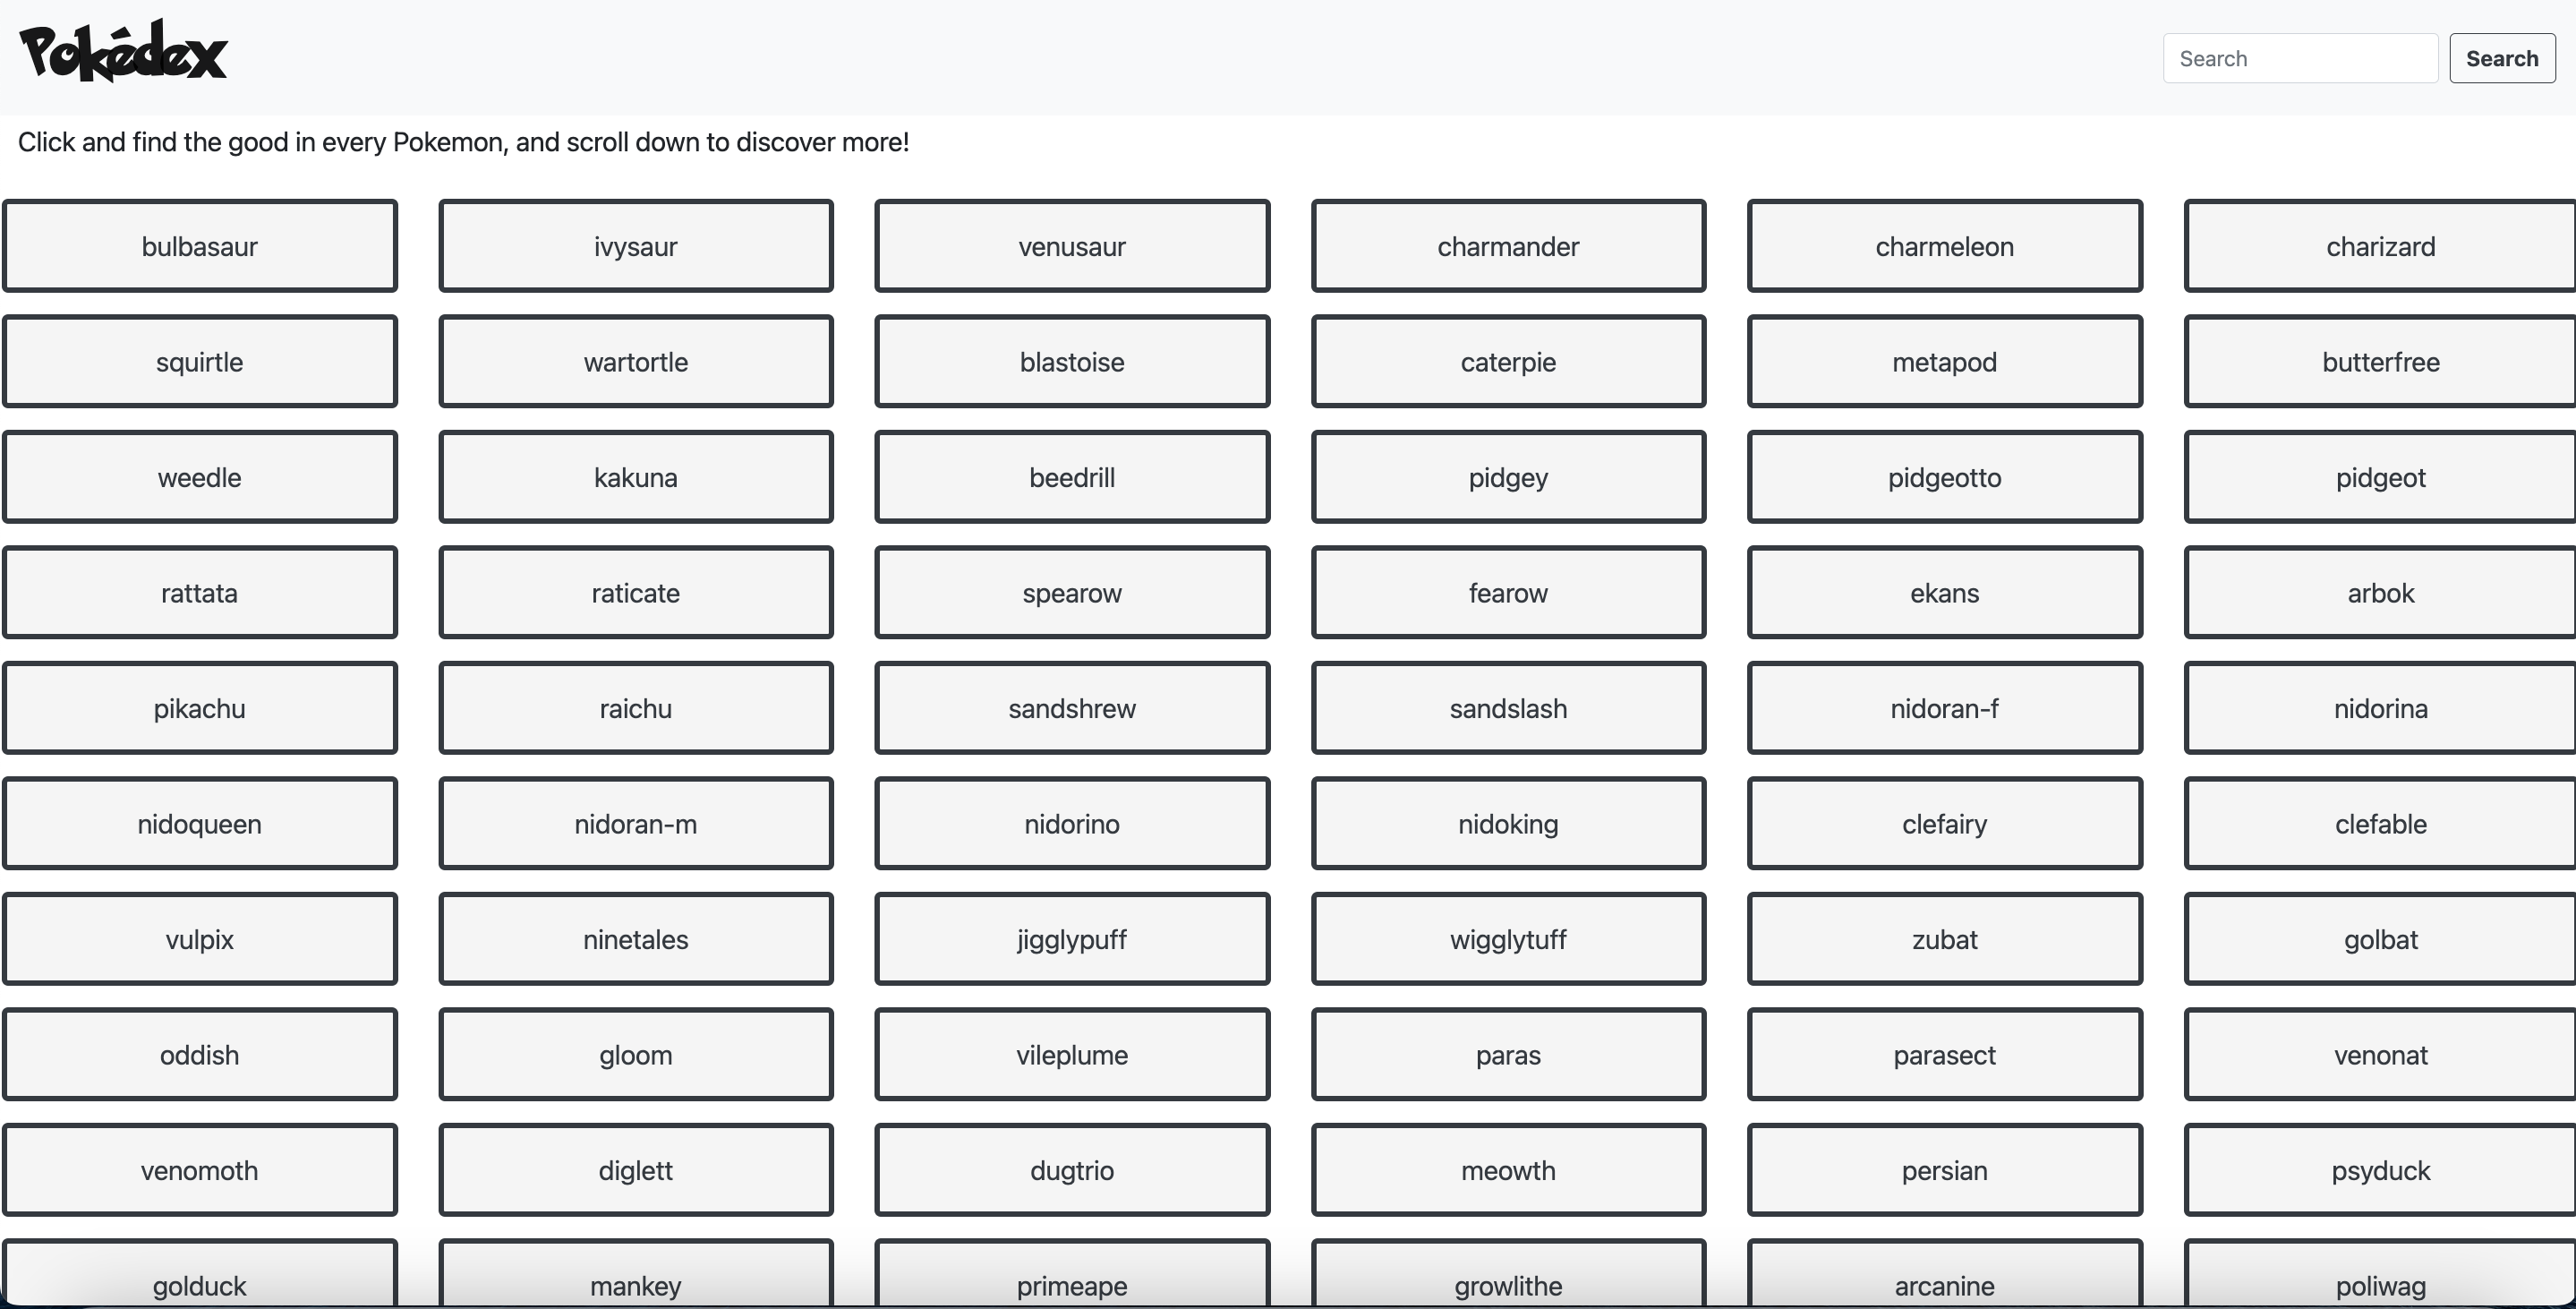 Pokédex
Search Search
Click and find the good in every Pokemon, and scroll down to discover more!
bulbasaur ivysaur venusaur charmander charmeleon charizard
squirtle wartortle blastoise caterpie metapod butterfree
weedle kakuna beedrill pidgey pidgeotto pidgeot
rattata raticate spearow fearow ekans arbok
pikachu raichu sandshrew sandslash nidoran-f nidorina
nidoqueen nidoran-m nidorino nidoking clefairy clefable
vulpix ninetales jigglypuff wigglytuff zubat golbat
oddish gloom vileplume paras parasect venonat
venomoth diglett dugtrio meowth persian psyduck
golduck mankey primeape growlithe arcanine poliwag